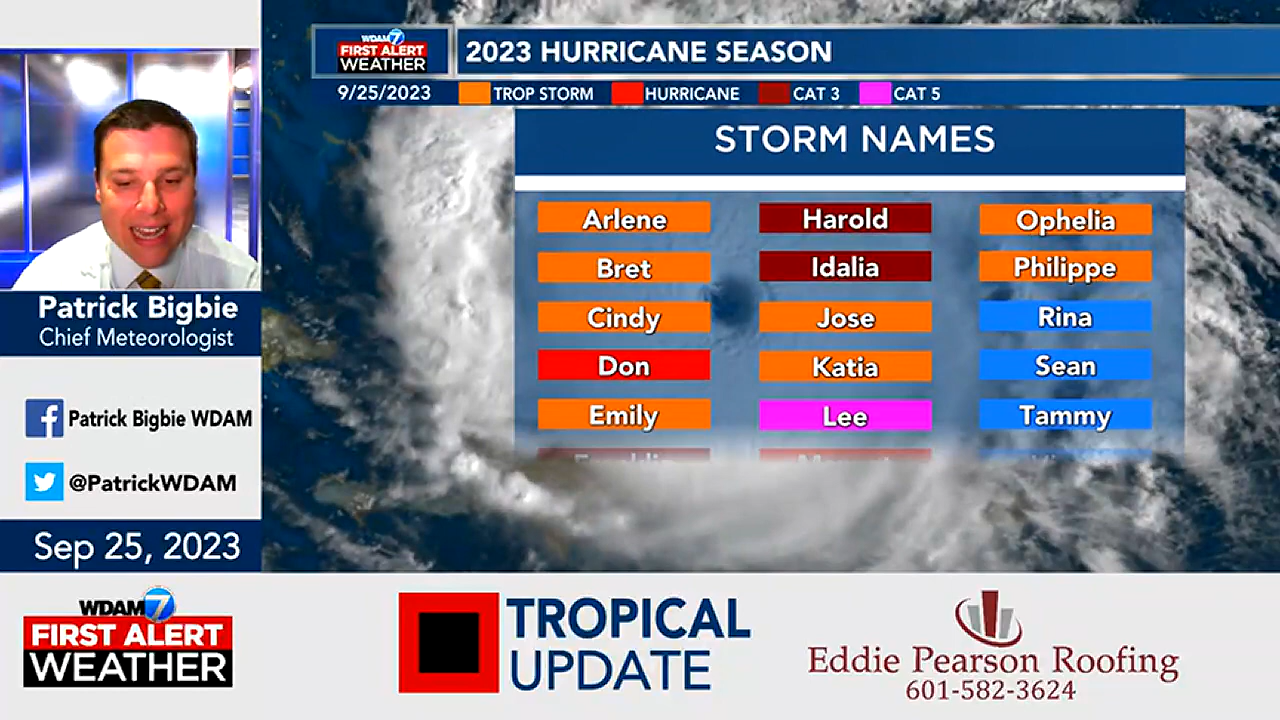 WDAM 7
FIRST ALERT
WEATHER
2023 HURRICANE SEASON
9/25/2023
TROP STORM
HURRICANE
CAT 3
CAT 5
STORM NAMES
Arlene
Harold
Ophelia
Bret
Idalia
Philippe
Cindy
Jose
Rina
Don
Katia
Sean
Emily
Lee
Tammy
Patrick Bigbie
Chief Meteorologist
Patrick Bigbie WDAM
@PatrickWDAM
Sep 25, 2023
WDAM 7
FIRST ALERT
WEATHER
TROPICAL
UPDATE
Eddie Pearson Roofing
601-582-3624